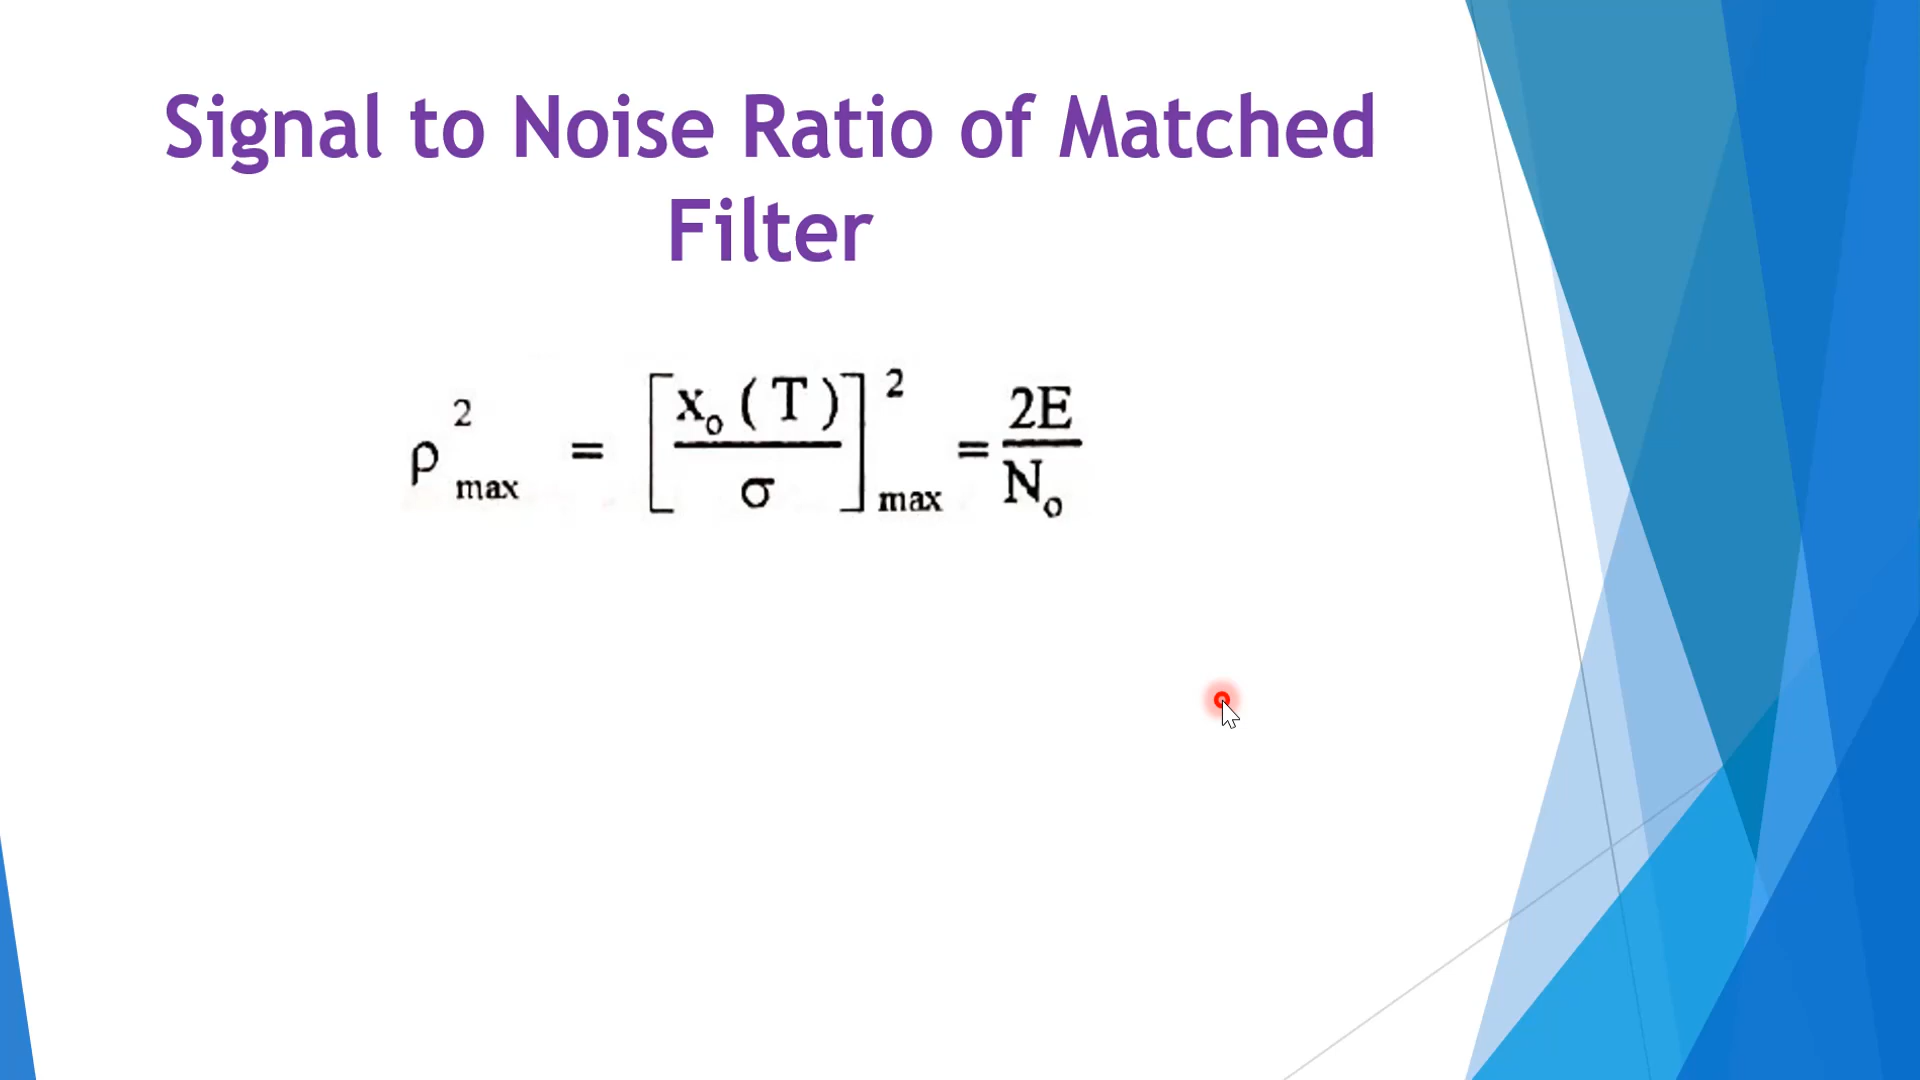 Signal to Noise Ratio of Matched
Filter
ρ²max = [x₀(T)/σ]²max = 2E/N₀